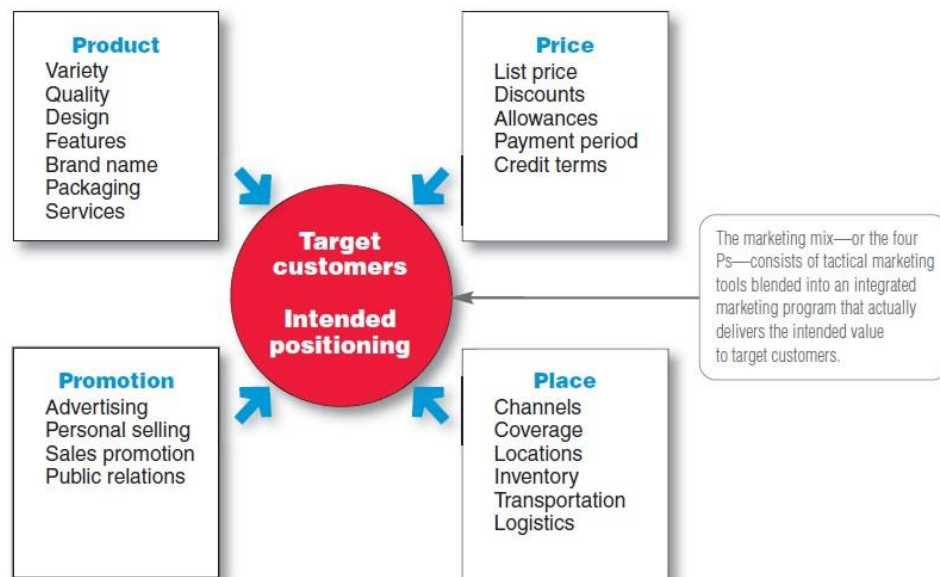 Product
Variety
Quality
Design
Features
Brand name
Packaging
Services
Price
List price
Discounts
Allowances
Payment period
Credit terms
Target
customers
Intended
positioning
The marketing mix—or the four
Ps—consists of tactical marketing
tools blended into an integrated
marketing program that actually
delivers the intended value
to target customers.
Promotion
Advertising
Personal selling
Sales promotion
Public relations
Place
Channels
Coverage
Locations
Inventory
Transportation
Logistics